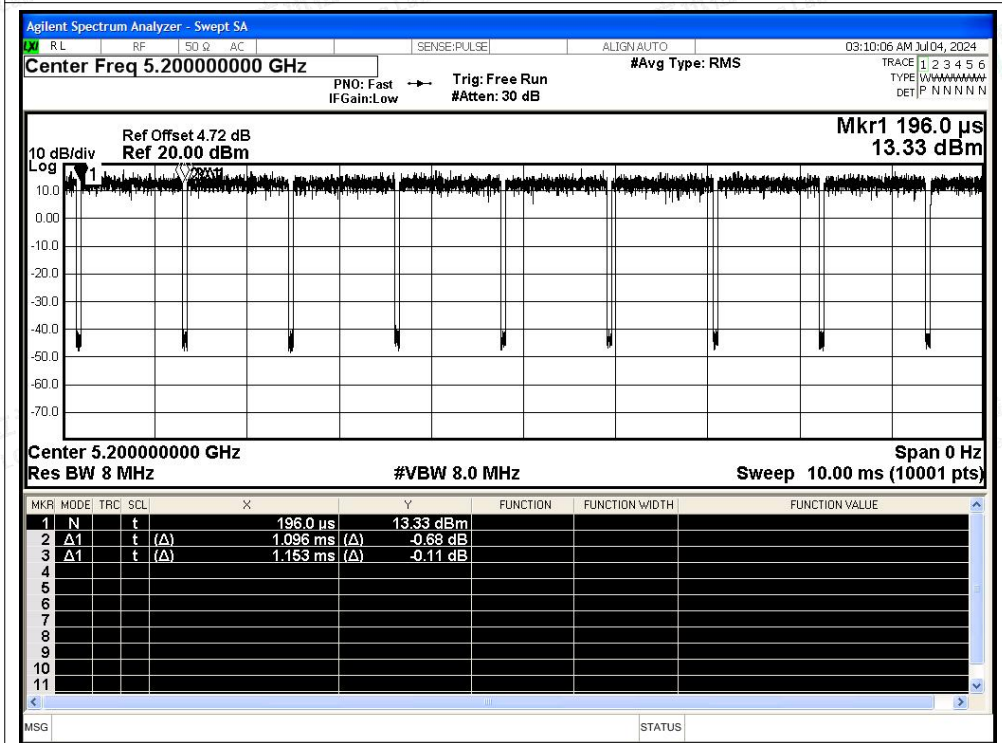 Agilent Spectrum Analyzer - Swept SA
LXI RL RF 50 Ω AC SENSE:PULSE ALIGN AUTO 03:10:06 AM Jul 04, 2024
Center Freq 5.200000000 GHz #Avg Type: RMS TRACE 1 2 3 4 5 6
PNO: Fast Trig: Free Run TYPE W
IFGain:Low #Atten: 30 dB DET P N N N N N
Mkr1 196.0 µs
Ref Offset 4.72 dB
10 dB/div Ref 20.00 dBm 13.33 dBm
Log
1
10.0
0.00
-10.0
-20.0
-30.0
-40.0
-50.0
-60.0
-70.0
Center 5.200000000 GHz Span 0 Hz
Res BW 8 MHz #VBW 8.0 MHz Sweep 10.00 ms (10001 pts)
MKR MODE TRC SCL X Y FUNCTION FUNCTION WIDTH FUNCTION VALUE
1 N t 196.0 µs 13.33 dBm
2 Δ1 t (Δ) 1.096 ms (Δ) -0.68 dB
3 Δ1 t (Δ) 1.153 ms (Δ) -0.11 dB
4
5
6
7
8
9
10
11
MSG STATUS